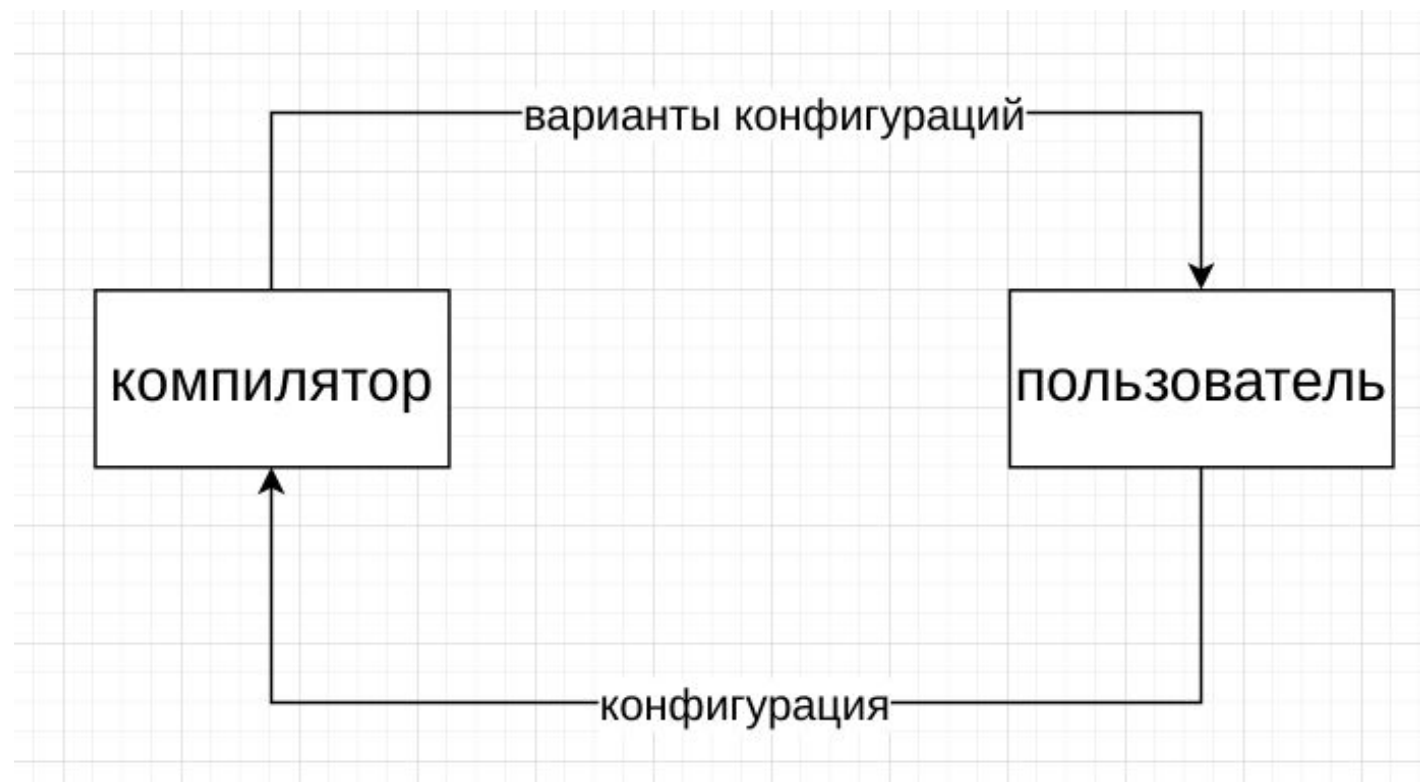 варианты конфигураций
компилятор
пользователь
конфигурация